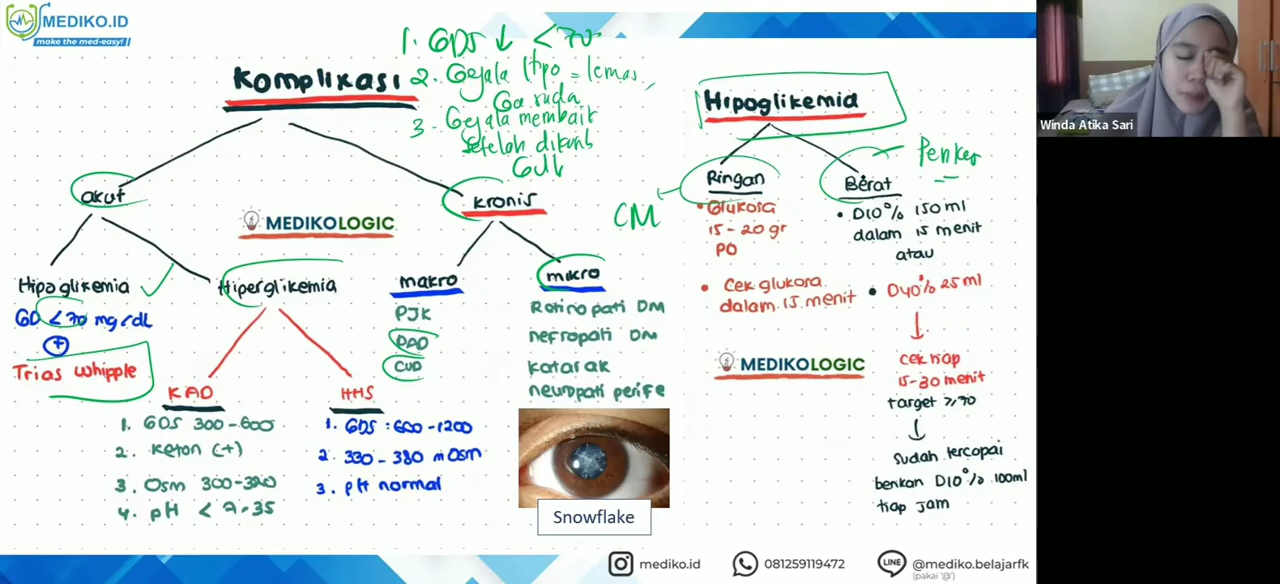 MEDIKO.ID
make the med-easy!
Komplikasi
1. GDS ↓ < 70
2. Gejala Hipo = lemas,
Ga ruda
3. Gejala membaik
setelah dikoreksi
GUL
akut
kronis
MEDIKOLOGIC
Hipoglikemia
GD < 70 mg/dL
+
Trias Whipple
Hiperglikemia
KAD
1. GDS 300-600
2. Keton (+)
3. Osm 300-320
4. pH < 7.35
HHS
1. GDS : 600-1200
2. 330-380 mOsm
3. pH normal
makro
PJK
PAD
CVD
mikro
Retinopati DM
nefropati DM
katarak
neuropati perife
Snowflake
Hipoglikemia
Ringan
CM
• Glukosa
15-20 gr
PO
• Cek glukosa
dalam 15 menit
MEDIKOLOGIC
Berat
Penkes
• D10% 150 ml
dalam 15 menit
atau
• D40% 25 ml
cek tiap
15-30 menit
target ≥ 70
sudah tercapai
berikan D10% 100ml
tiap jam
mediko.id
081259119472
LINE
@mediko.belajarfk
(pakai '@')
Winda Atika Sari